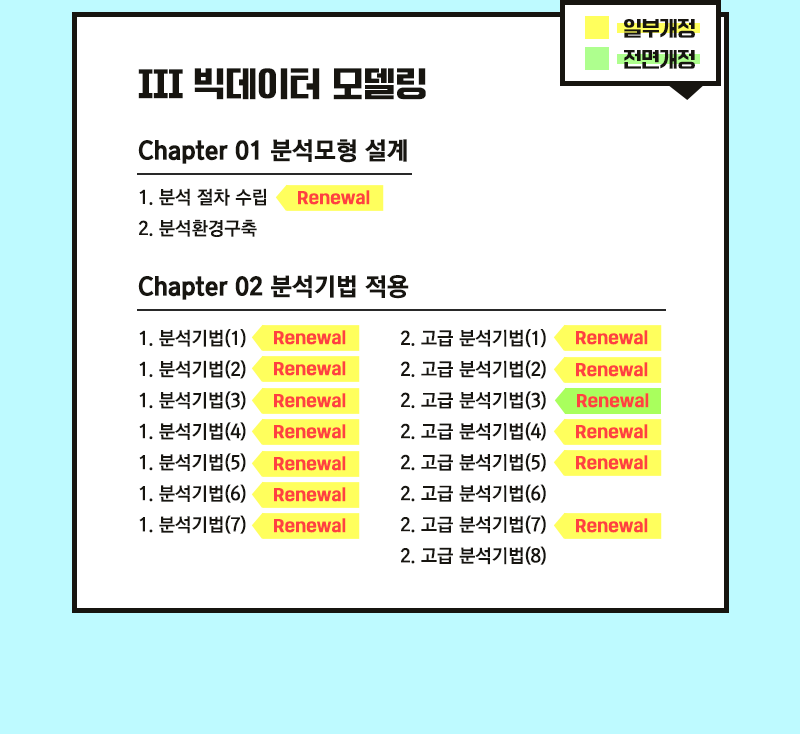 일부개정
전면개정
III 빅데이터 모델링
Chapter 01 분석모형 설계
1. 분석 절차 수립 Renewal
2. 분석환경구축
Chapter 02 분석기법 적용
1. 분석기법(1) Renewal
1. 분석기법(2) Renewal
1. 분석기법(3) Renewal
1. 분석기법(4) Renewal
1. 분석기법(5) Renewal
1. 분석기법(6) Renewal
1. 분석기법(7) Renewal
2. 고급 분석기법(1) Renewal
2. 고급 분석기법(2) Renewal
2. 고급 분석기법(3) Renewal
2. 고급 분석기법(4) Renewal
2. 고급 분석기법(5) Renewal
2. 고급 분석기법(6)
2. 고급 분석기법(7) Renewal
2. 고급 분석기법(8)